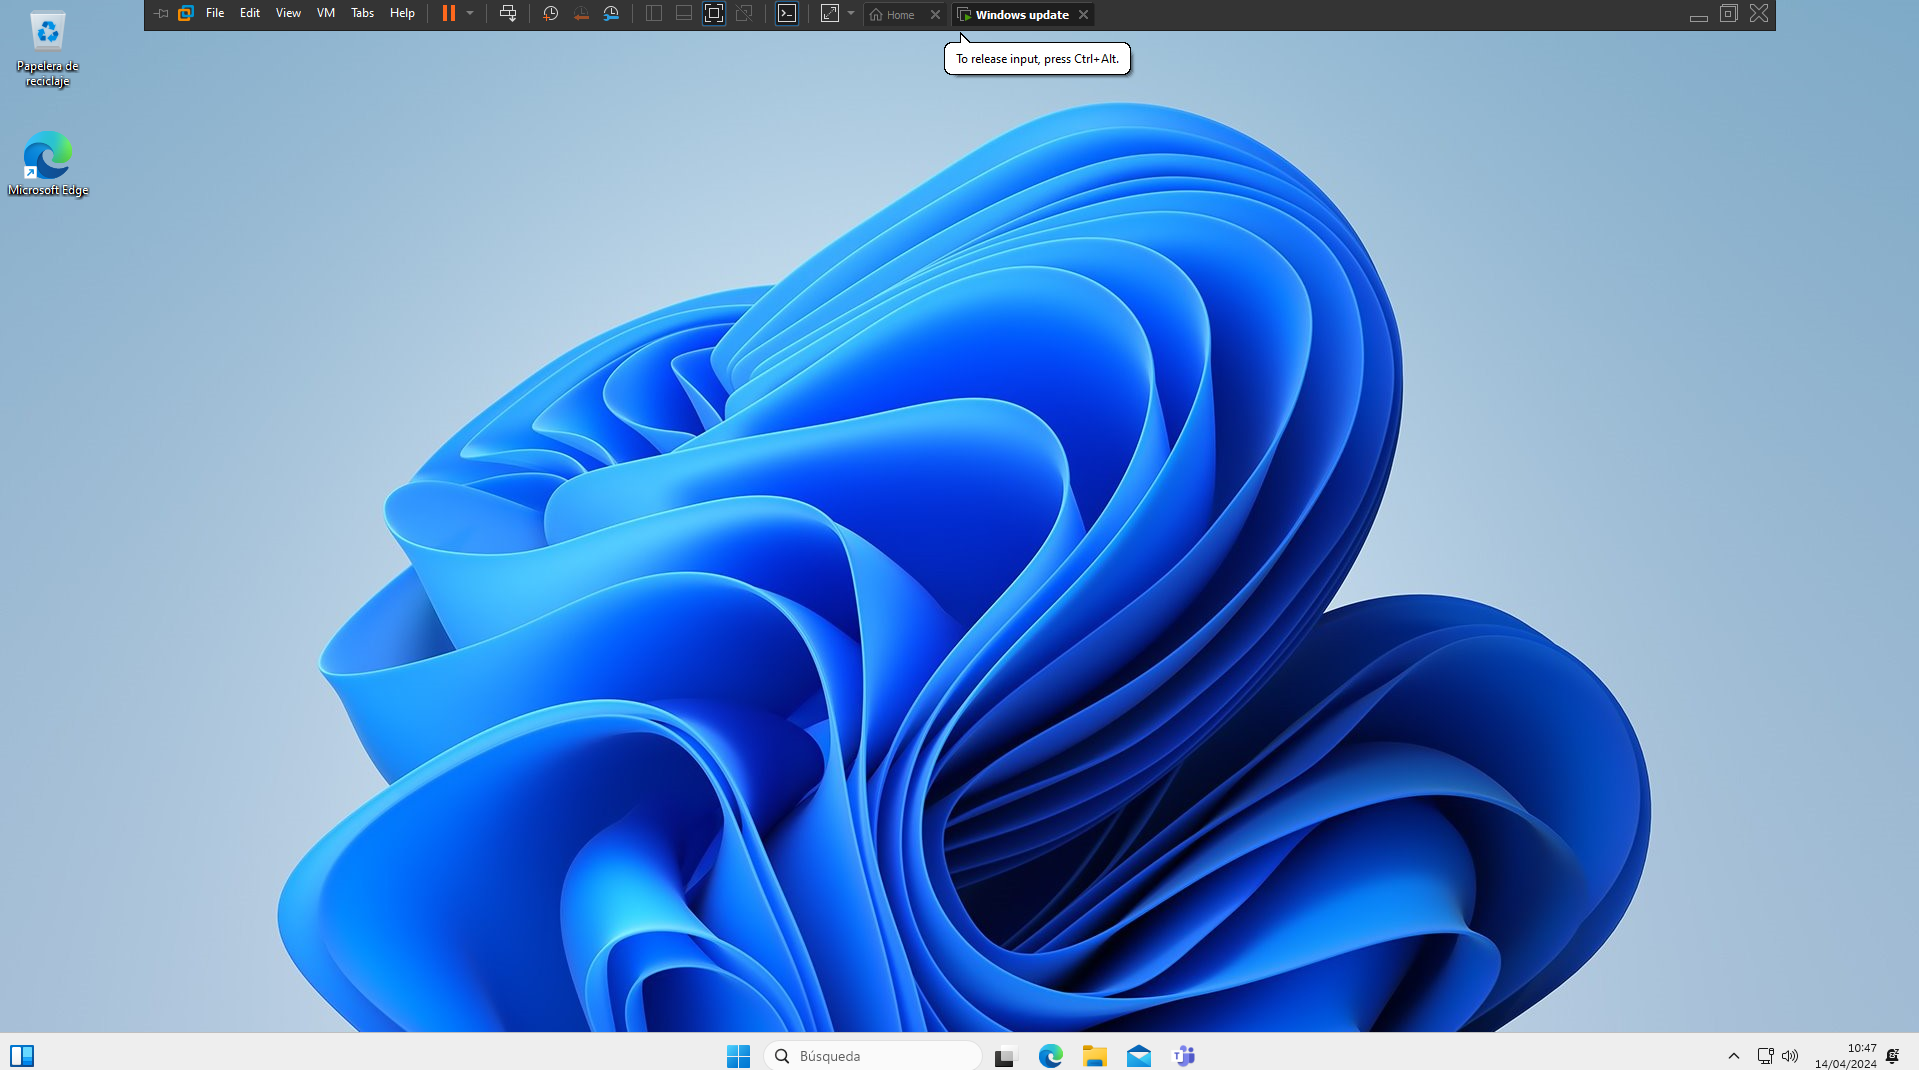 File Edit View VM Tabs Help
Home
Windows update
To release input, press Ctrl+Alt.
Papelera de
reciclaje
Microsoft Edge
Búsqueda
10:47
14/04/2024